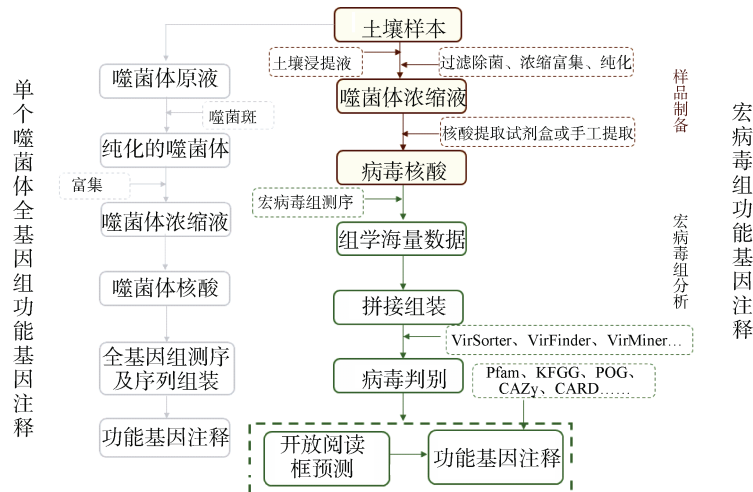 土壤样本
土壤浸提液
过滤除菌、浓缩富集、纯化
噬菌体原液
噬菌体浓缩液
样品制备
噬菌斑
核酸提取试剂盒或手工提取
纯化的噬菌体
病毒核酸
富集
宏病毒组测序
噬菌体浓缩液
组学海量数据
宏病毒组分析
噬菌体核酸
拼接组装
VirSorter、VirFinder、VirMiner…
全基因组测序
及序列组装
病毒判别
Pfam、KFGG、POG、
CAZy、CARD……
功能基因注释
开放阅读
框预测
功能基因注释
单个噬菌体全基因组功能基因注释
宏病毒组功能基因注释